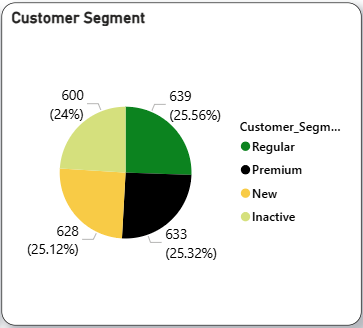 Customer Segment
600
(24%)
639
(25.56%)
Customer_Segm...
Regular
Premium
New
Inactive
628
(25.12%)
633
(25.32%)